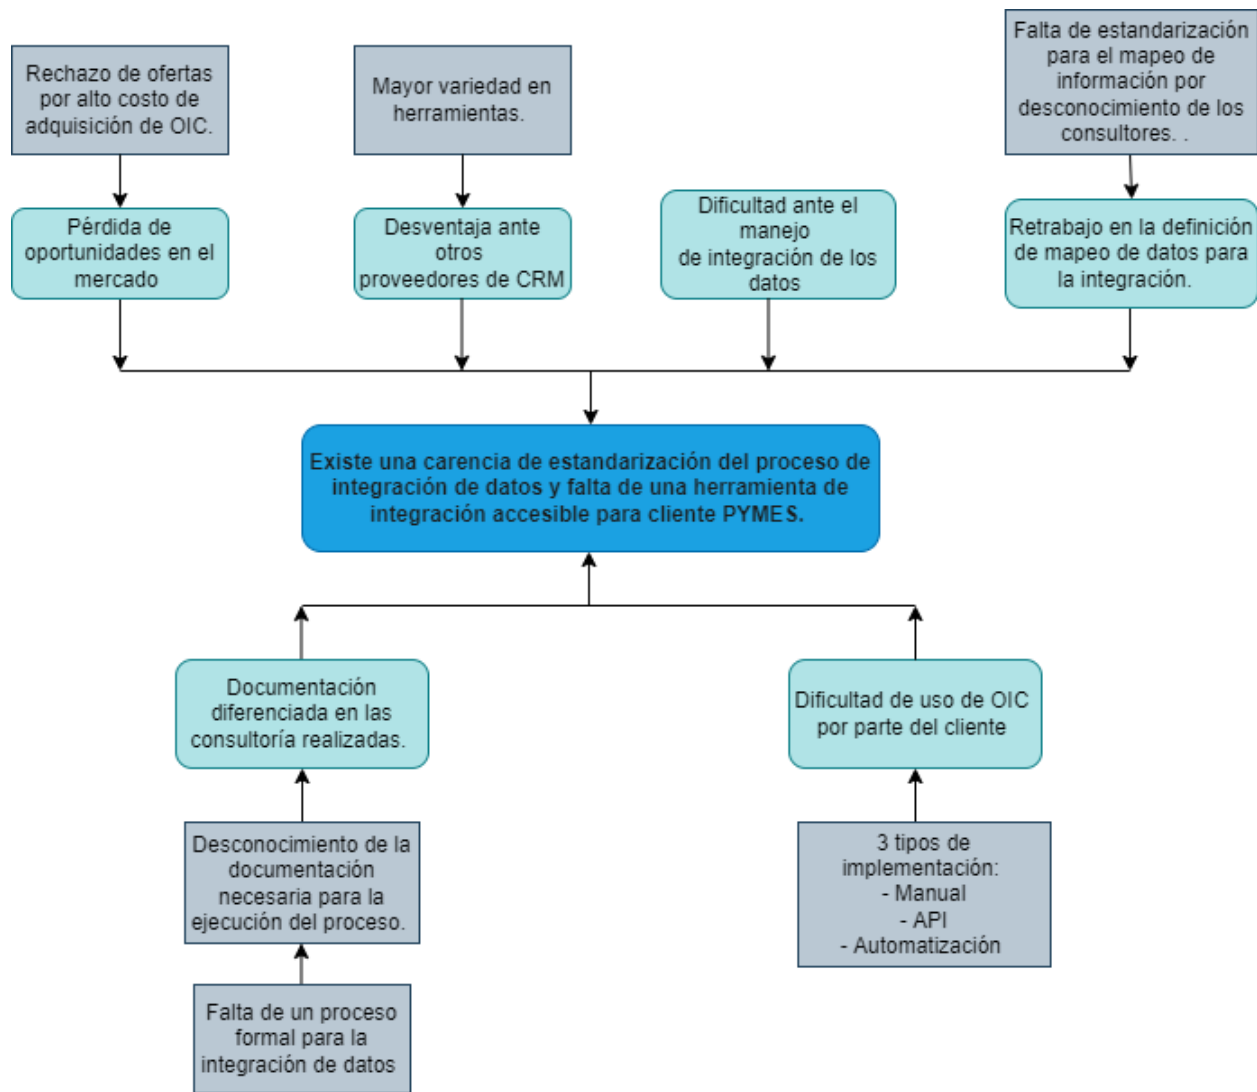 Rechazo de ofertas
por alto costo de
adquisición de OIC.
Mayor variedad en
herramientas.
Falta de estandarización
para el mapeo de
información por
desconocimiento de los
consultores. .
Pérdida de
oportunidades en el
mercado
Desventaja ante
otros
proveedores de CRM
Dificultad ante el
manejo
de integración de los
datos
Retrabajo en la definición
de mapeo de datos para
la integración.
Existe una carencia de estandarización del proceso de
integración de datos y falta de una herramienta de
integración accesible para cliente PYMES.
Documentación
diferenciada en las
consultoría realizadas.
Dificultad de uso de OIC
por parte del cliente
Desconocimiento de la
documentación
necesaria para la
ejecución del proceso.
3 tipos de
implementación:
- Manual
- API
- Automatización
Falta de un proceso
formal para la
integración de datos